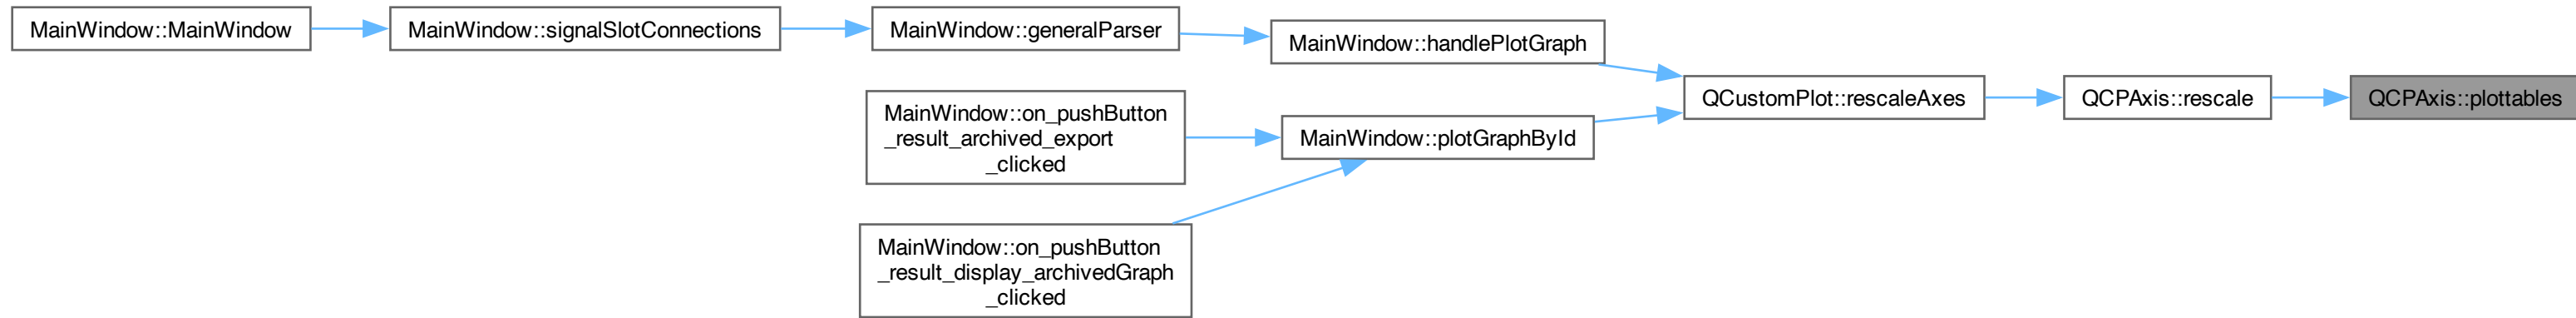 MainWindow::MainWindow
MainWindow::signalSlotConnections
MainWindow::generalParser
MainWindow::handlePlotGraph
MainWindow::on_pushButton
_result_archived_export
_clicked
MainWindow::plotGraphById
MainWindow::on_pushButton
_result_display_archivedGraph
_clicked
QCustomPlot::rescaleAxes
QCPAxis::rescale
QCPAxis::plottables